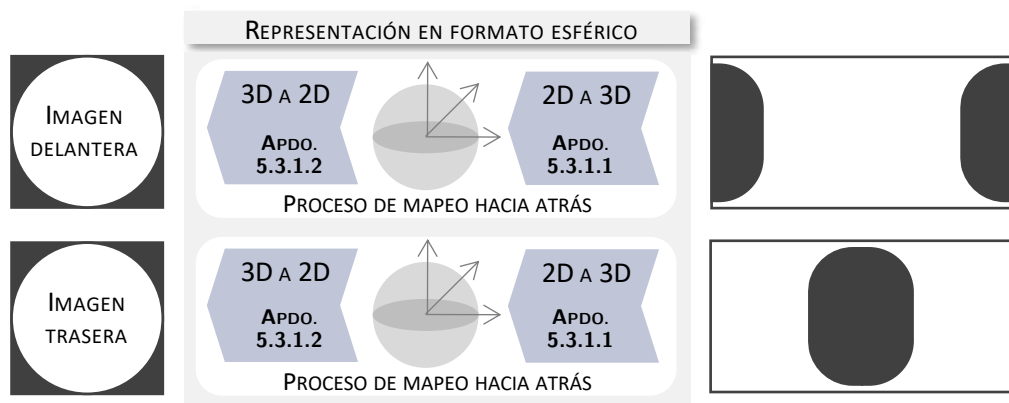 REPRESENTACIÓN EN FORMATO ESFÉRICO
IMAGEN
DELANTERA
3D A 2D
APDO.
5.3.1.2
2D A 3D
APDO.
5.3.1.1
PROCESO DE MAPEO HACIA ATRÁS
IMAGEN
TRASERA
3D A 2D
APDO.
5.3.1.2
2D A 3D
APDO.
5.3.1.1
PROCESO DE MAPEO HACIA ATRÁS